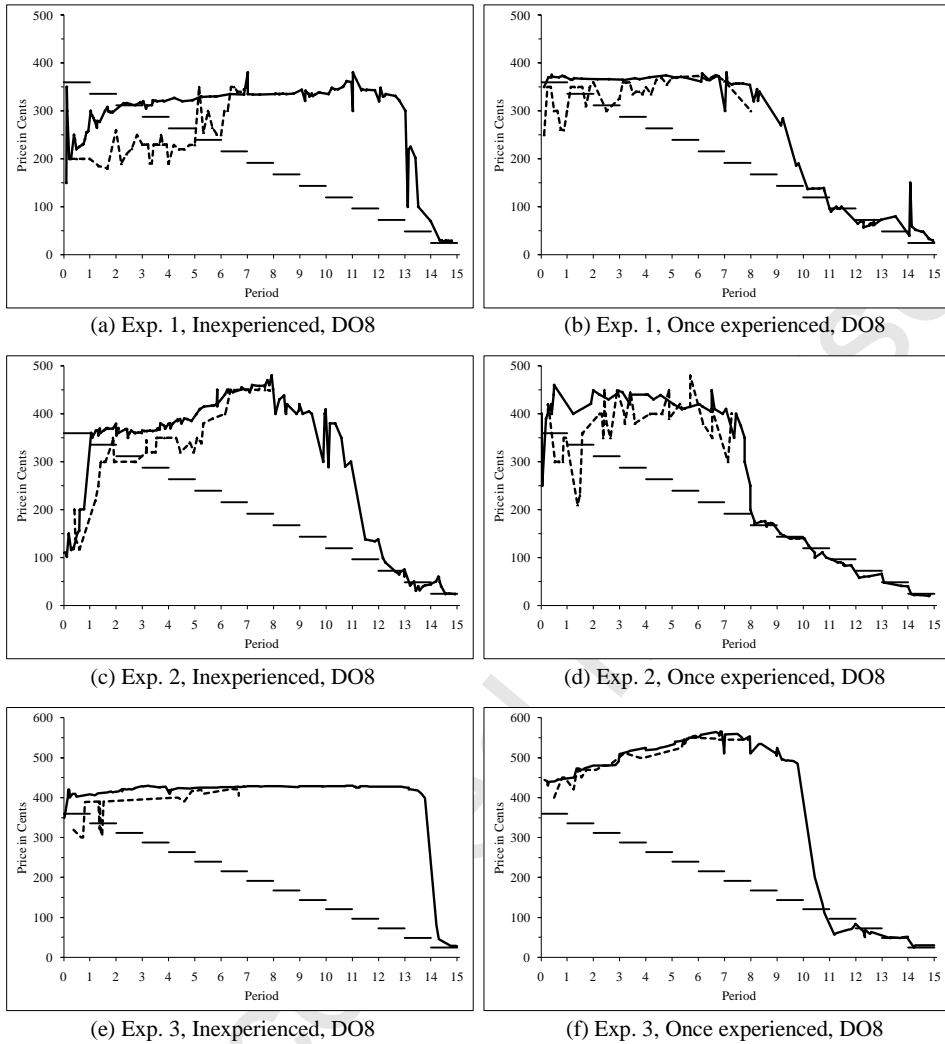 500
400
300
200
100
0
Price in Cents
0 1 2 3 4 5 6 7 8 9 10 11 12 13 14 15
Period
(a) Exp. 1, Inexperienced, DO8
500
400
300
200
100
0
Price in Cents
0 1 2 3 4 5 6 7 8 9 10 11 12 13 14 15
Period
(b) Exp. 1, Once experienced, DO8
500
400
300
200
100
0
Price in Cents
0 1 2 3 4 5 6 7 8 9 10 11 12 13 14 15
Period
(c) Exp. 2, Inexperienced, DO8
500
400
300
200
100
0
Price in Cents
0 1 2 3 4 5 6 7 8 9 10 11 12 13 14 15
Period
(d) Exp. 2, Once experienced, DO8
600
500
400
300
200
100
0
Price in Cents
0 1 2 3 4 5 6 7 8 9 10 11 12 13 14 15
Period
(e) Exp. 3, Inexperienced, DO8
600
500
400
300
200
100
0
Price in Cents
0 1 2 3 4 5 6 7 8 9 10 11 12 13 14 15
Period
(f) Exp. 3, Once experienced, DO8